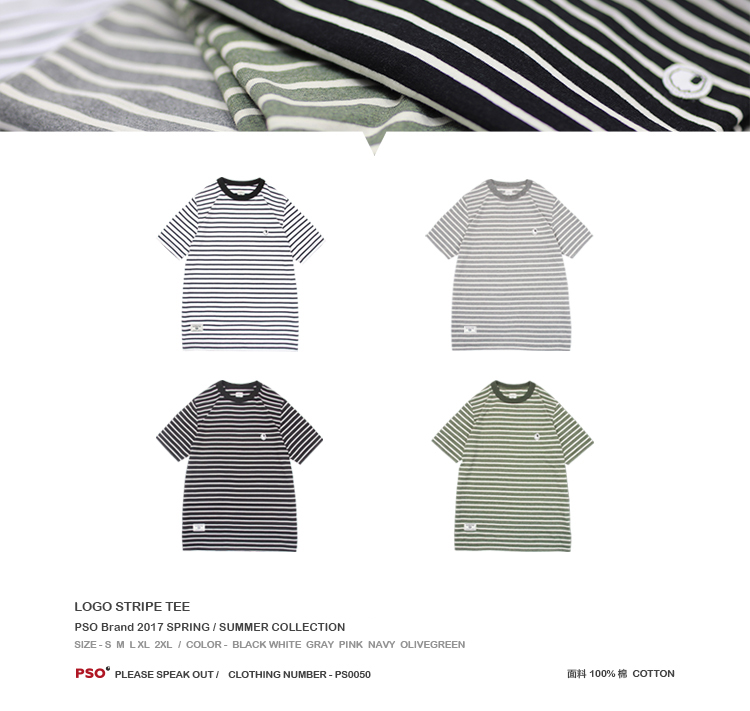 LOGO STRIPE TEE
PSO Brand 2017 SPRING / SUMMER COLLECTION
SIZE - S M L XL 2XL / COLOR - BLACK WHITE GRAY PINK NAVY OLIVEGREEN
PSO PLEASE SPEAK OUT / CLOTHING NUMBER - PS0050 面料 100% 棉 COTTON